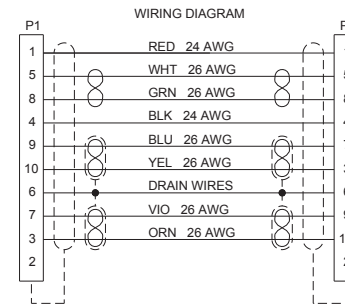 WIRING DIAGRAM
P1
1 RED 24 AWG
5 WHT 26 AWG
8 GRN 26 AWG
4 BLK 24 AWG
9 BLU 26 AWG
10 YEL 26 AWG
6 DRAIN WIRES
7 VIO 26 AWG
3 ORN 26 AWG
2